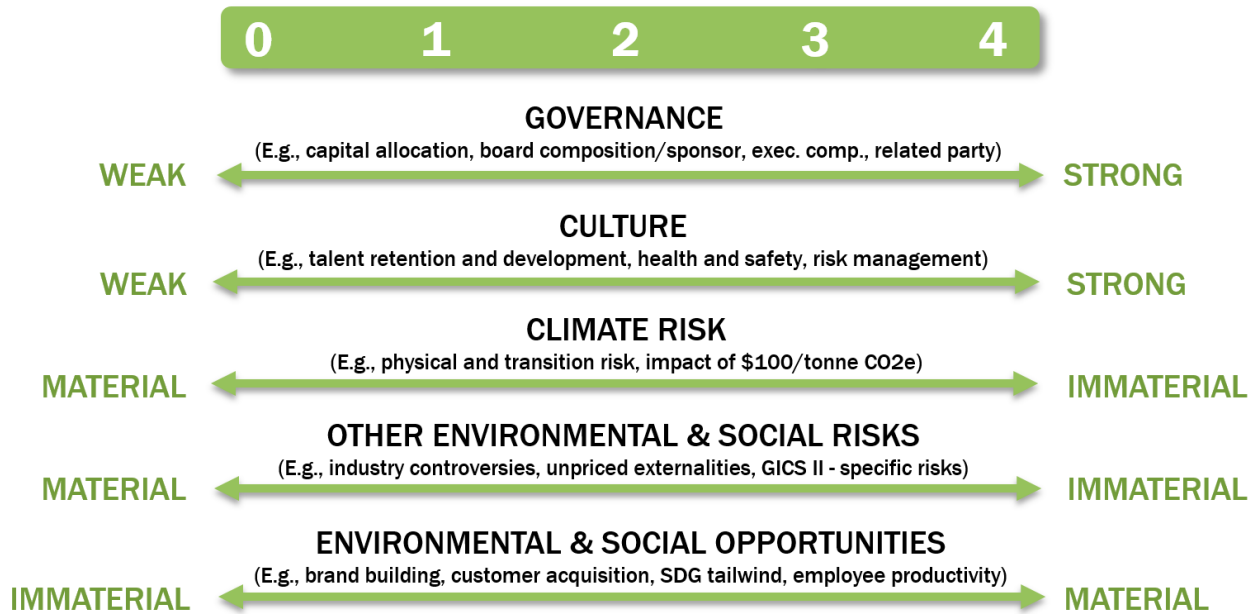 0 1 2 3 4
GOVERNANCE
(E.g., capital allocation, board composition/sponsor, exec. comp., related party)
WEAK STRONG
CULTURE
(E.g., talent retention and development, health and safety, risk management)
WEAK STRONG
CLIMATE RISK
(E.g., physical and transition risk, impact of $100/tonne CO2e)
MATERIAL IMMATERIAL
OTHER ENVIRONMENTAL & SOCIAL RISKS
(E.g., industry controversies, unpriced externalities, GICS II - specific risks)
MATERIAL IMMATERIAL
ENVIRONMENTAL & SOCIAL OPPORTUNITIES
(E.g., brand building, customer acquisition, SDG tailwind, employee productivity)
IMMATERIAL MATERIAL